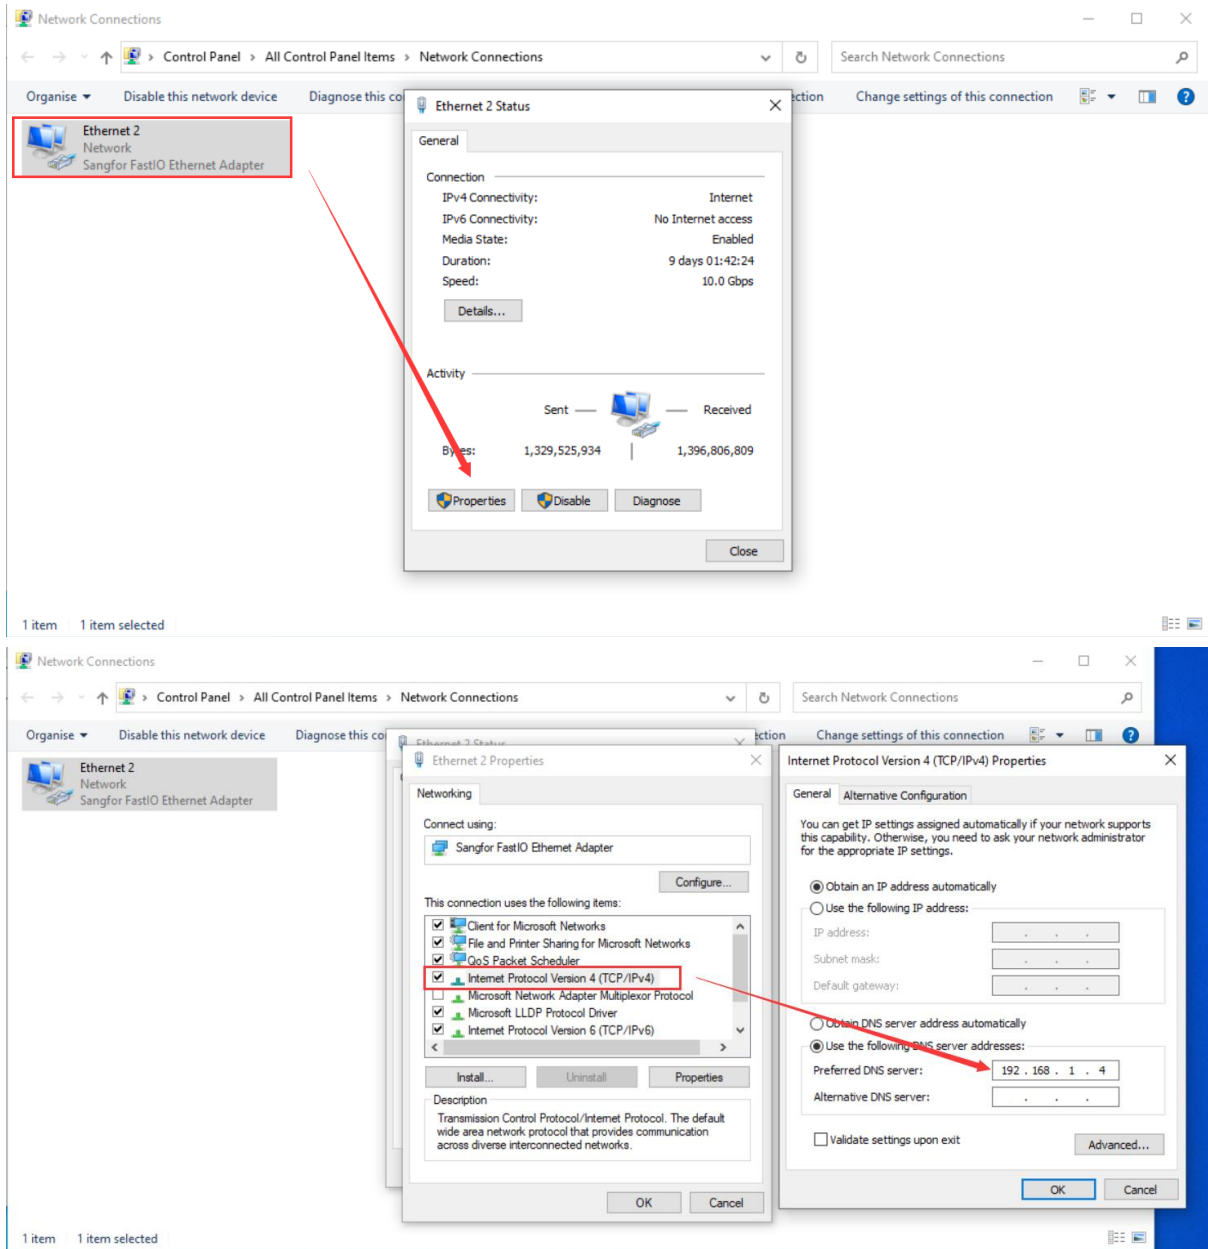 Network Connections
Control Panel > All Control Panel Items > Network Connections
Search Network Connections
Organise
Disable this network device
Diagnose this co
ection
Change settings of this connection
Ethernet 2
Network
Sangfor FastIO Ethernet Adapter
Ethernet 2 Status
General
Connection
IPv4 Connectivity: Internet
IPv6 Connectivity: No Internet access
Media State: Enabled
Duration: 9 days 01:42:24
Speed: 10.0 Gbps
Details...
Activity
Sent — — Received
Bytes: 1,329,525,934 | 1,396,806,809
Properties
Disable
Diagnose
Close
1 item 1 item selected
Network Connections
Control Panel > All Control Panel Items > Network Connections
Search Network Connections
Organise
Disable this network device
Diagnose this co
ection
Change settings of this connection
Ethernet 2
Network
Sangfor FastIO Ethernet Adapter
Ethernet 2 Status
Ethernet 2 Properties
Networking
Connect using:
Sangfor FastIO Ethernet Adapter
Configure...
This connection uses the following items:
Client for Microsoft Networks
File and Printer Sharing for Microsoft Networks
QoS Packet Scheduler
Internet Protocol Version 4 (TCP/IPv4)
Microsoft Network Adapter Multiplexor Protocol
Microsoft LLDP Protocol Driver
Internet Protocol Version 6 (TCP/IPv6)
Install...
Uninstall
Properties
Description
Transmission Control Protocol/Internet Protocol. The default
wide area network protocol that provides communication
across diverse interconnected networks.
OK
Cancel
Internet Protocol Version 4 (TCP/IPv4) Properties
General
Alternative Configuration
You can get IP settings assigned automatically if your network supports
this capability. Otherwise, you need to ask your network administrator
for the appropriate IP settings.
Obtain an IP address automatically
Use the following IP address:
IP address: . . .
Subnet mask: . . .
Default gateway: . . .
Obtain DNS server address automatically
Use the following DNS server addresses:
Preferred DNS server: 192 . 168 . 1 . 4
Alternative DNS server: . . .
Validate settings upon exit
Advanced...
OK
Cancel
1 item 1 item selected